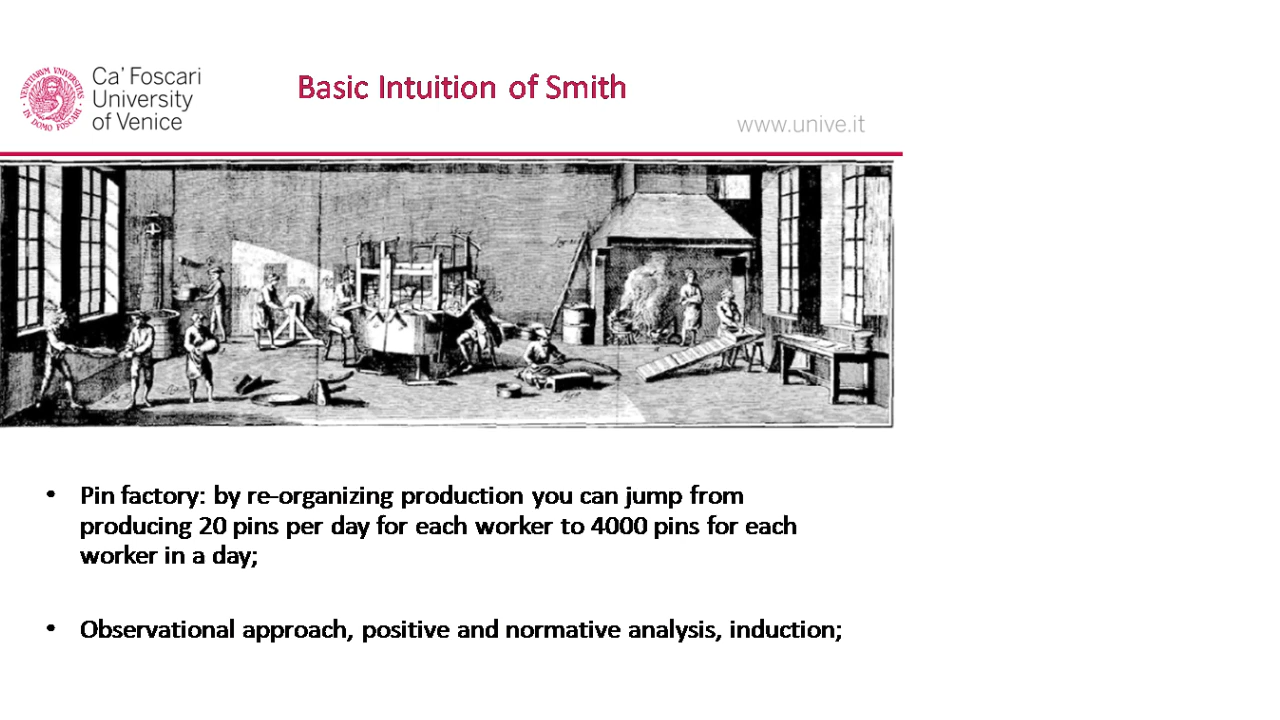 Ca' Foscari
University
of Venice
Basic Intuition of Smith
www.unive.it
• Pin factory: by re-organizing production you can jump from
producing 20 pins per day for each worker to 4000 pins for each
worker in a day;
• Observational approach, positive and normative analysis, induction;